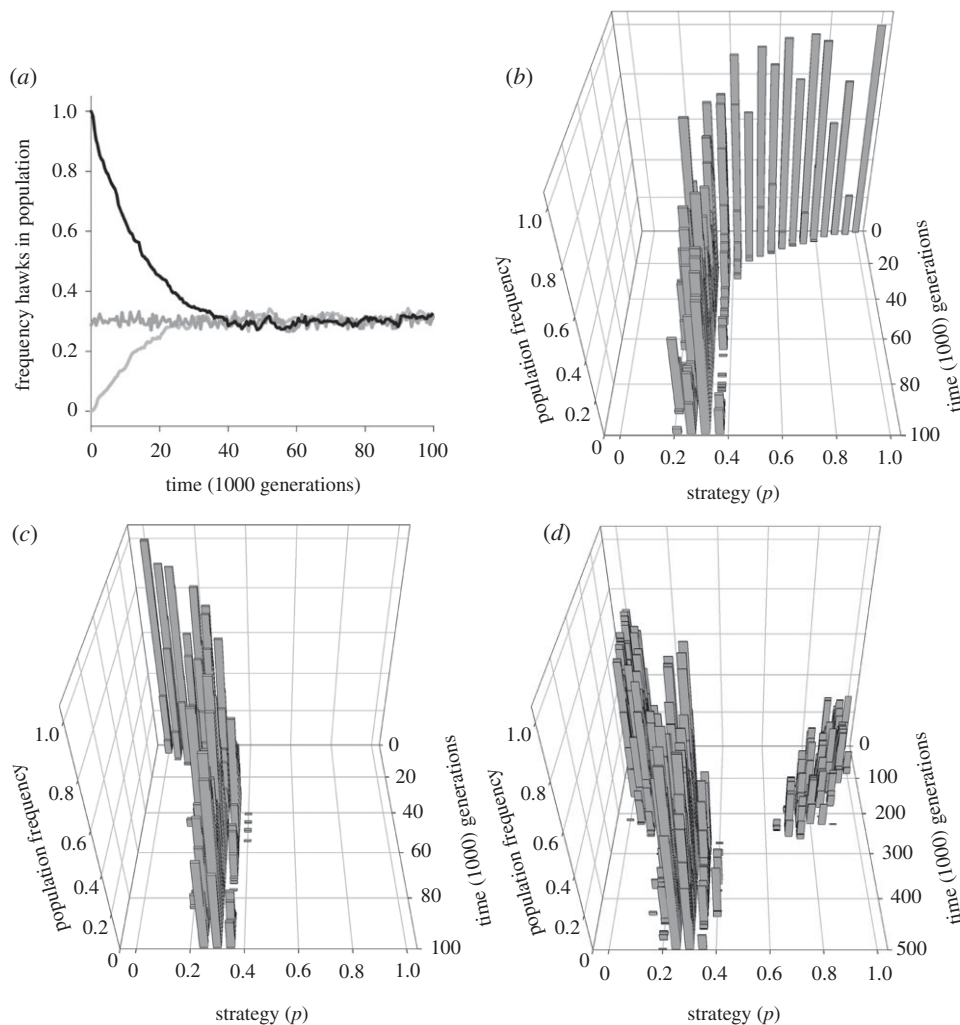 (a)
frequency hawks in population
1.0
0.8
0.6
0.4
0.2
0
0 20 40 60 80 100
time (1000 generations)
(b)
population frequency
1.0
0.8
0.6
0.4
0.2
0
0 0.2 0.4 0.6 0.8 1.0
strategy (p)
0
20
40
60
80
100
time (1000) generations
(c)
population frequency
1.0
0.8
0.6
0.4
0.2
0
0 0.2 0.4 0.6 0.8 1.0
strategy (p)
0
20
40
60
80
100
time (1000) generations
(d)
population frequency
1.0
0.8
0.6
0.4
0.2
0
0 0.2 0.4 0.6 0.8 1.0
strategy (p)
0
100
200
300
400
500
time (1000) generations